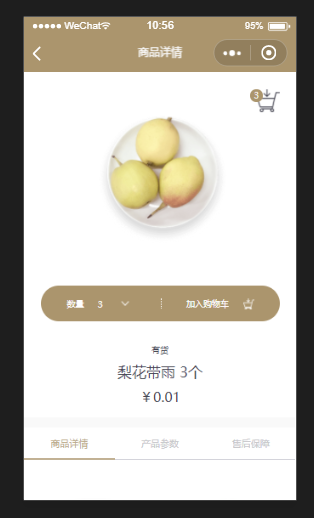 WeChat 10:56 95%
商品详情
3
数量 3 加入购物车
有货
梨花带雨 3个
￥0.01
商品详情 产品参数 售后保障